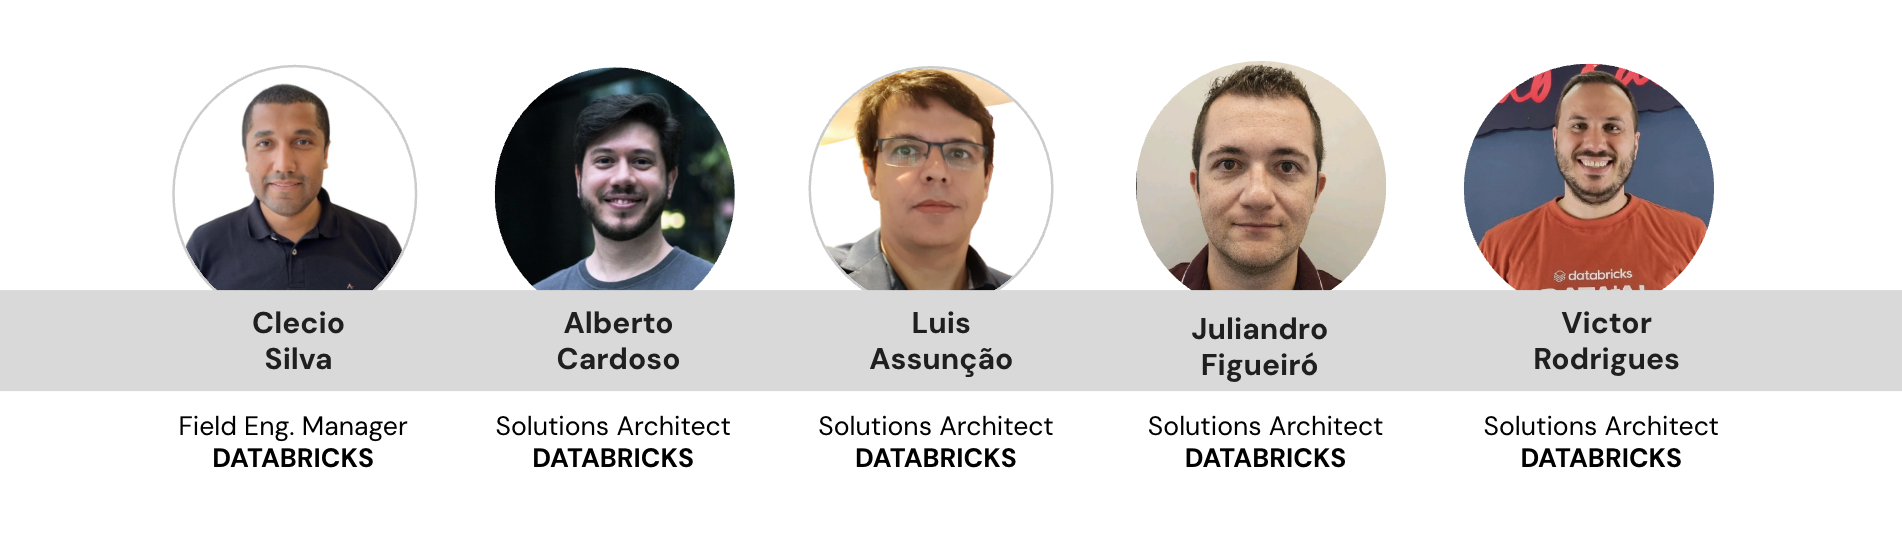 databricks
Clecio
Silva
Alberto
Cardoso
Luis
Assunção
Juliandro
Figueiró
Victor
Rodrigues
Field Eng. Manager
DATABRICKS
Solutions Architect
DATABRICKS
Solutions Architect
DATABRICKS
Solutions Architect
DATABRICKS
Solutions Architect
DATABRICKS